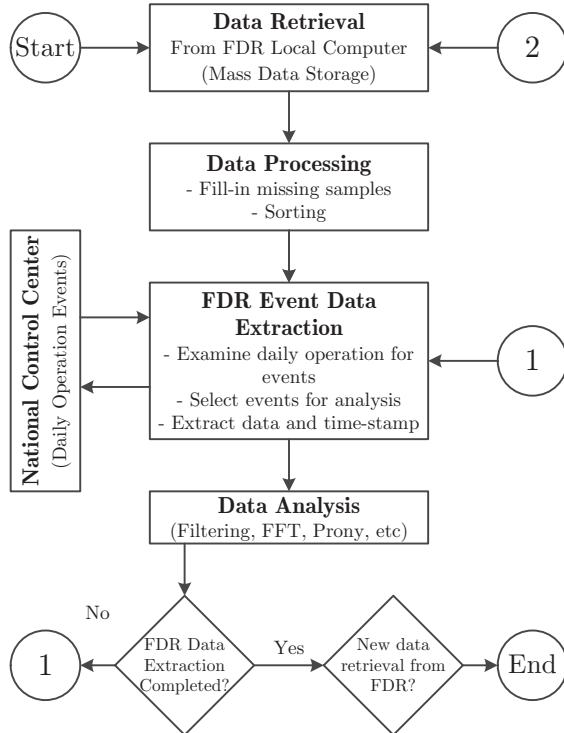 Start
Data Retrieval
From FDR Local Computer
(Mass Data Storage)
2
Data Processing
- Fill-in missing samples
- Sorting
National Control Center
(Daily Operation Events)
FDR Event Data
Extraction
- Examine daily operation for
events
- Select events for analysis
- Extract data and time-stamp
1
Data Analysis
(Filtering, FFT, Prony, etc)
No
1
FDR Data
Extraction
Completed?
Yes
New data
retrieval from
FDR?
End